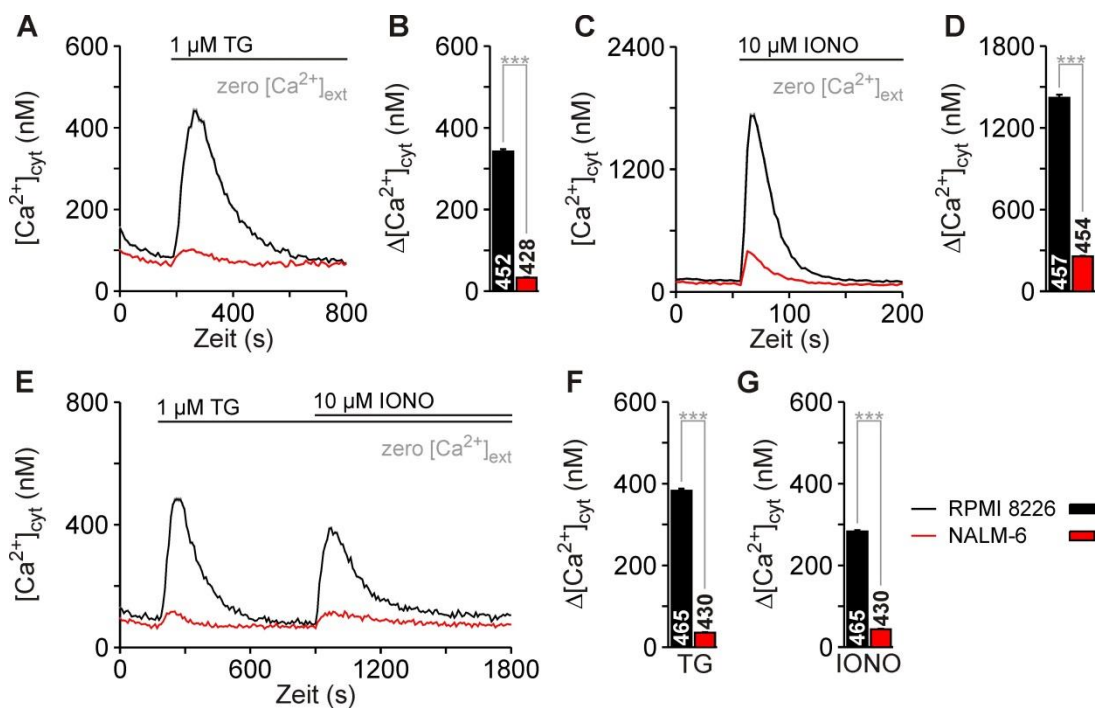 A
1 µM TG
zero [Ca²⁺]ext
[Ca²⁺]cyt (nM)
600
400
200
0
0
400
800
Zeit (s)
B
***
Δ[Ca²⁺]cyt (nM)
600
400
200
0
452
428
C
10 µM IONO
zero [Ca²⁺]ext
[Ca²⁺]cyt (nM)
2400
1200
0
0
100
200
Zeit (s)
D
***
Δ[Ca²⁺]cyt (nM)
1800
1200
600
0
457
454
E
1 µM TG
10 µM IONO
zero [Ca²⁺]ext
[Ca²⁺]cyt (nM)
800
400
0
0
600
1200
1800
Zeit (s)
F
***
Δ[Ca²⁺]cyt (nM)
600
400
200
0
465
430
TG
G
***
Δ[Ca²⁺]cyt (nM)
600
400
200
0
465
430
IONO
RPMI 8226
NALM-6